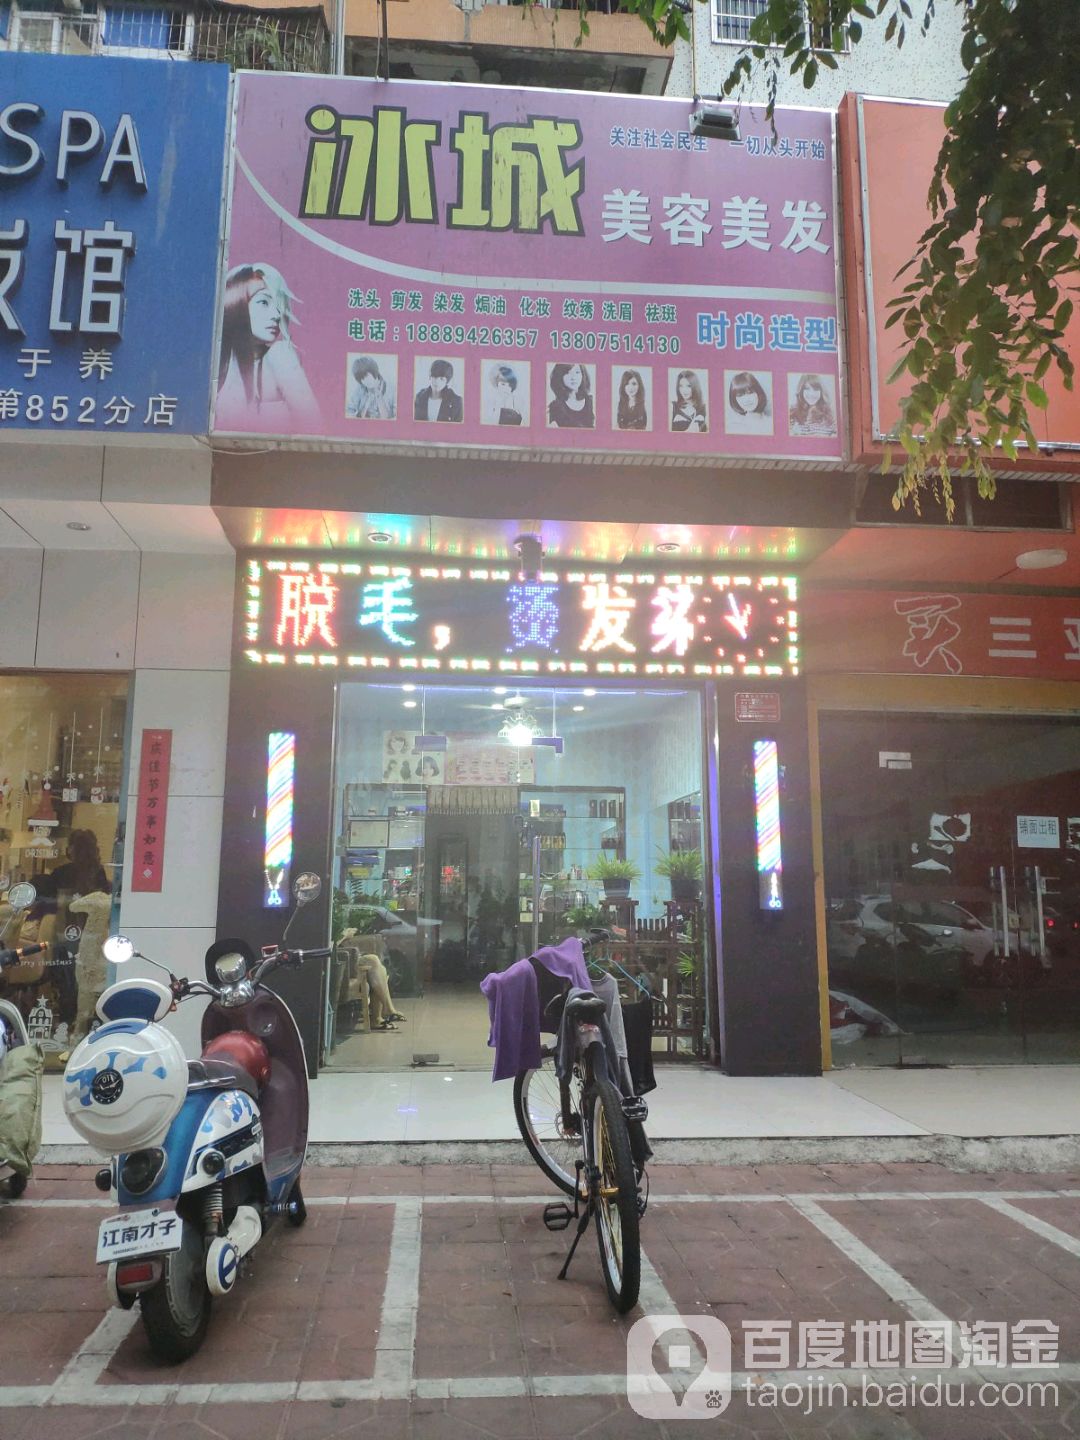 SPA
馆
于养
第852分店
冰城
关注社会民生 一切从头开始
美容美发
洗头 剪发 染发 焗油 化妆 纹绣 洗眉 祛斑
电话：18889426357 13807514130
时尚造型
脱毛，烫发
三亚
庆佳节万事如意
CHRISTMAS
铺面出租
江南才子
百度地图淘金
taojin.baidu.com